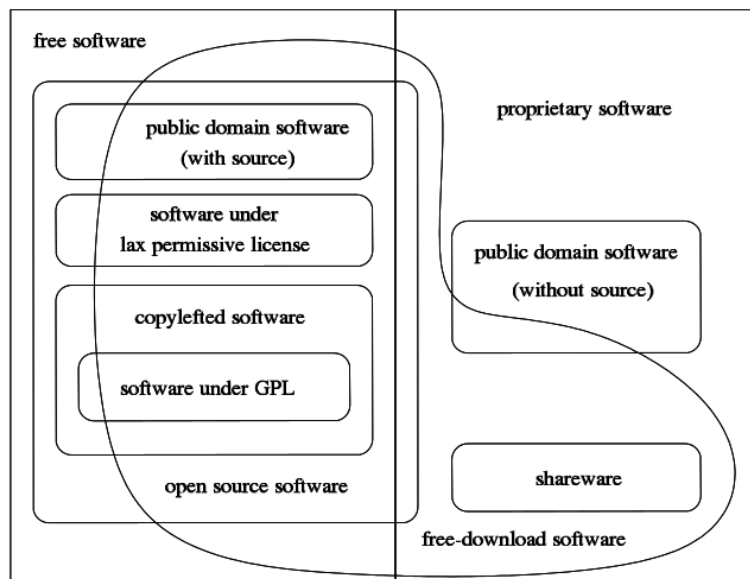 free software
proprietary software
public domain software
(with source)
software under
lax permissive license
copylefted software
software under GPL
open source software
public domain software
(without source)
shareware
free-download software